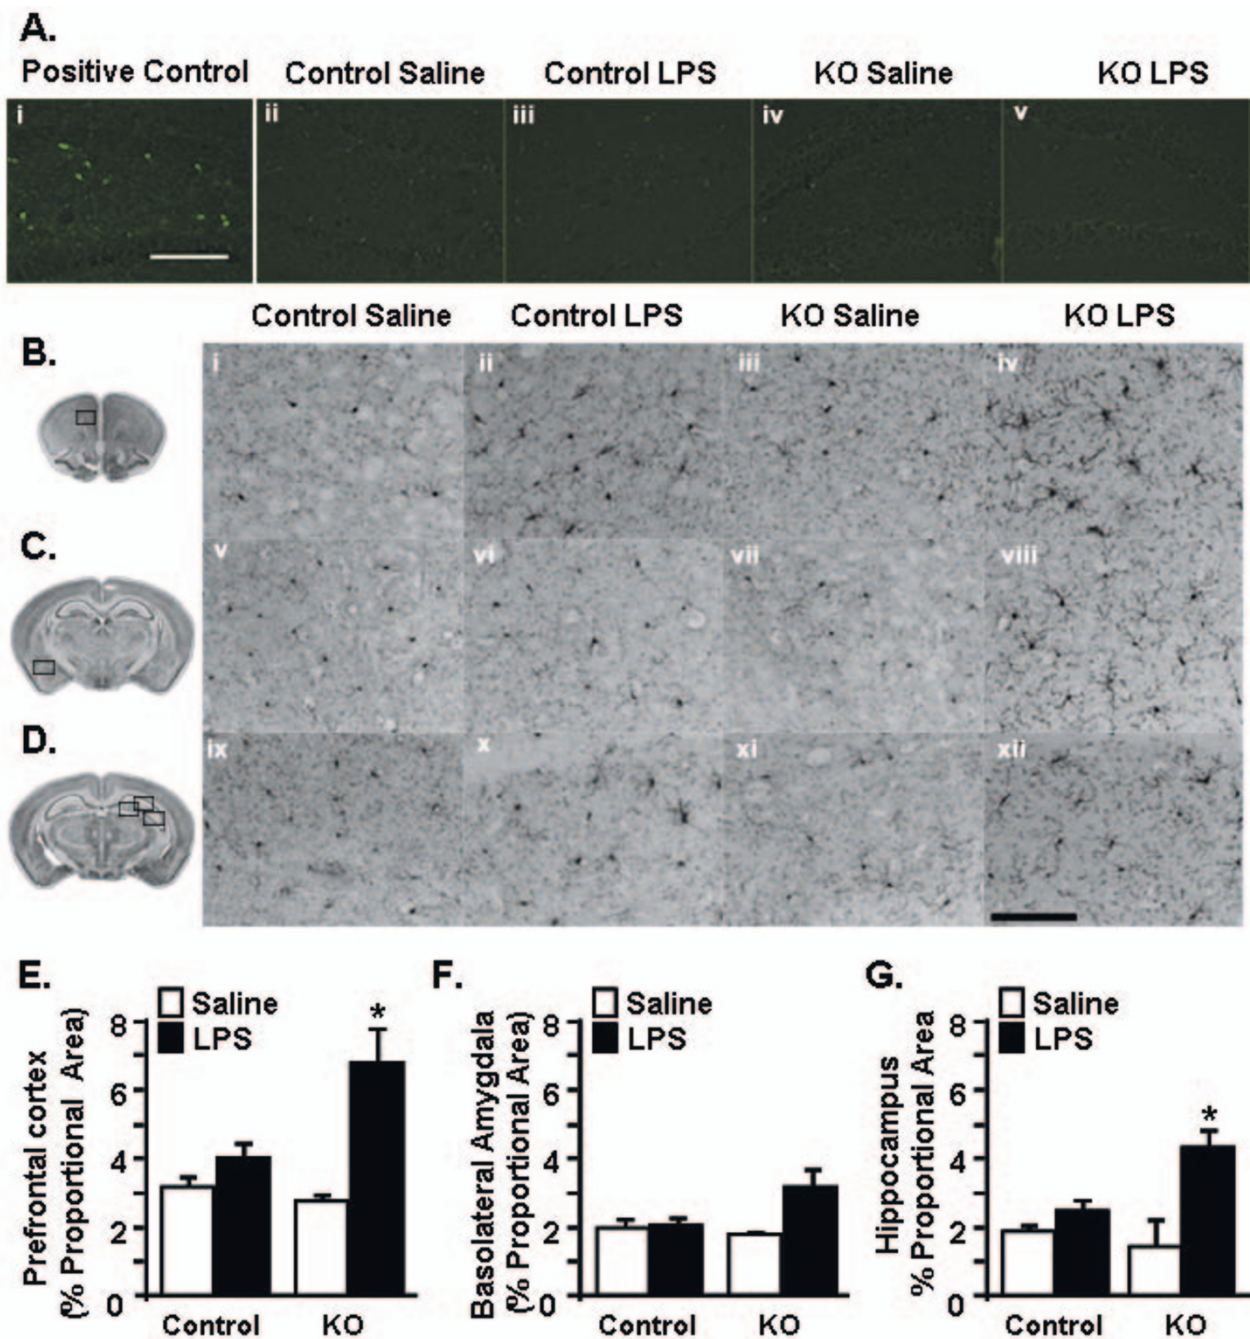 A.
Positive Control Control Saline Control LPS KO Saline KO LPS
i ii iii iv v
Control Saline Control LPS KO Saline KO LPS
B.
i ii iii iv
C.
v vi vii viii
D.
ix x xi xii
E. F. G.
Saline
LPS
Prefrontal cortex
(% Proportional Area)
8
6
4
2
0
*
Control KO
Saline
LPS
Basolateral Amygdala
(% Proportional Area)
8
6
4
2
0
Control KO
Saline
LPS
Hippocampus
% Proportional Area
8
6
4
2
0
*
Control KO